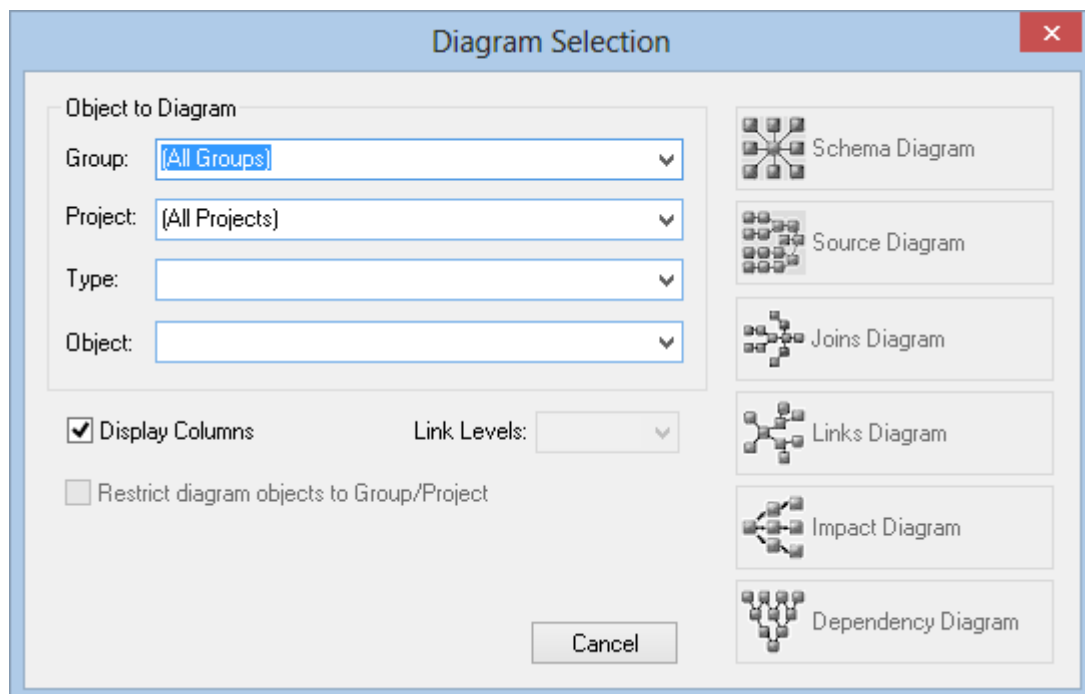 Diagram Selection
Object to Diagram
Group: (All Groups)
Project: (All Projects)
Type:
Object:
Display Columns
Link Levels:
Restrict diagram objects to Group/Project
Cancel
Schema Diagram
Source Diagram
Joins Diagram
Links Diagram
Impact Diagram
Dependency Diagram